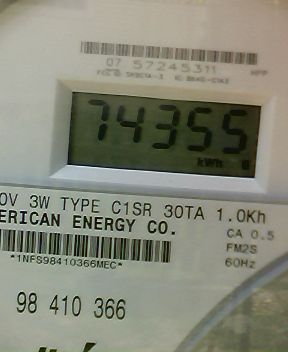 07 57245311
74355
kWh
0V 3W TYPE C1SR 30TA 1.0Kh
ERICAN ENERGY CO.
CA 0.5
FM2S
60Hz
*1NFS98410366MEC*
98 410 366